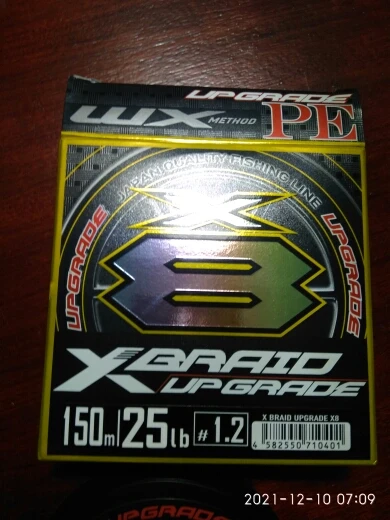 UPGRADE
WX METHOD PE
JAPAN QUALITY FISHING LINE
X
UPGRADE
8
UPGRADE
X BRAID
UPGRADE
150m 25lb #1.2
X BRAID UPGRADE X8
4 582550 710401
UPGRADE
2021-12-10 07:09